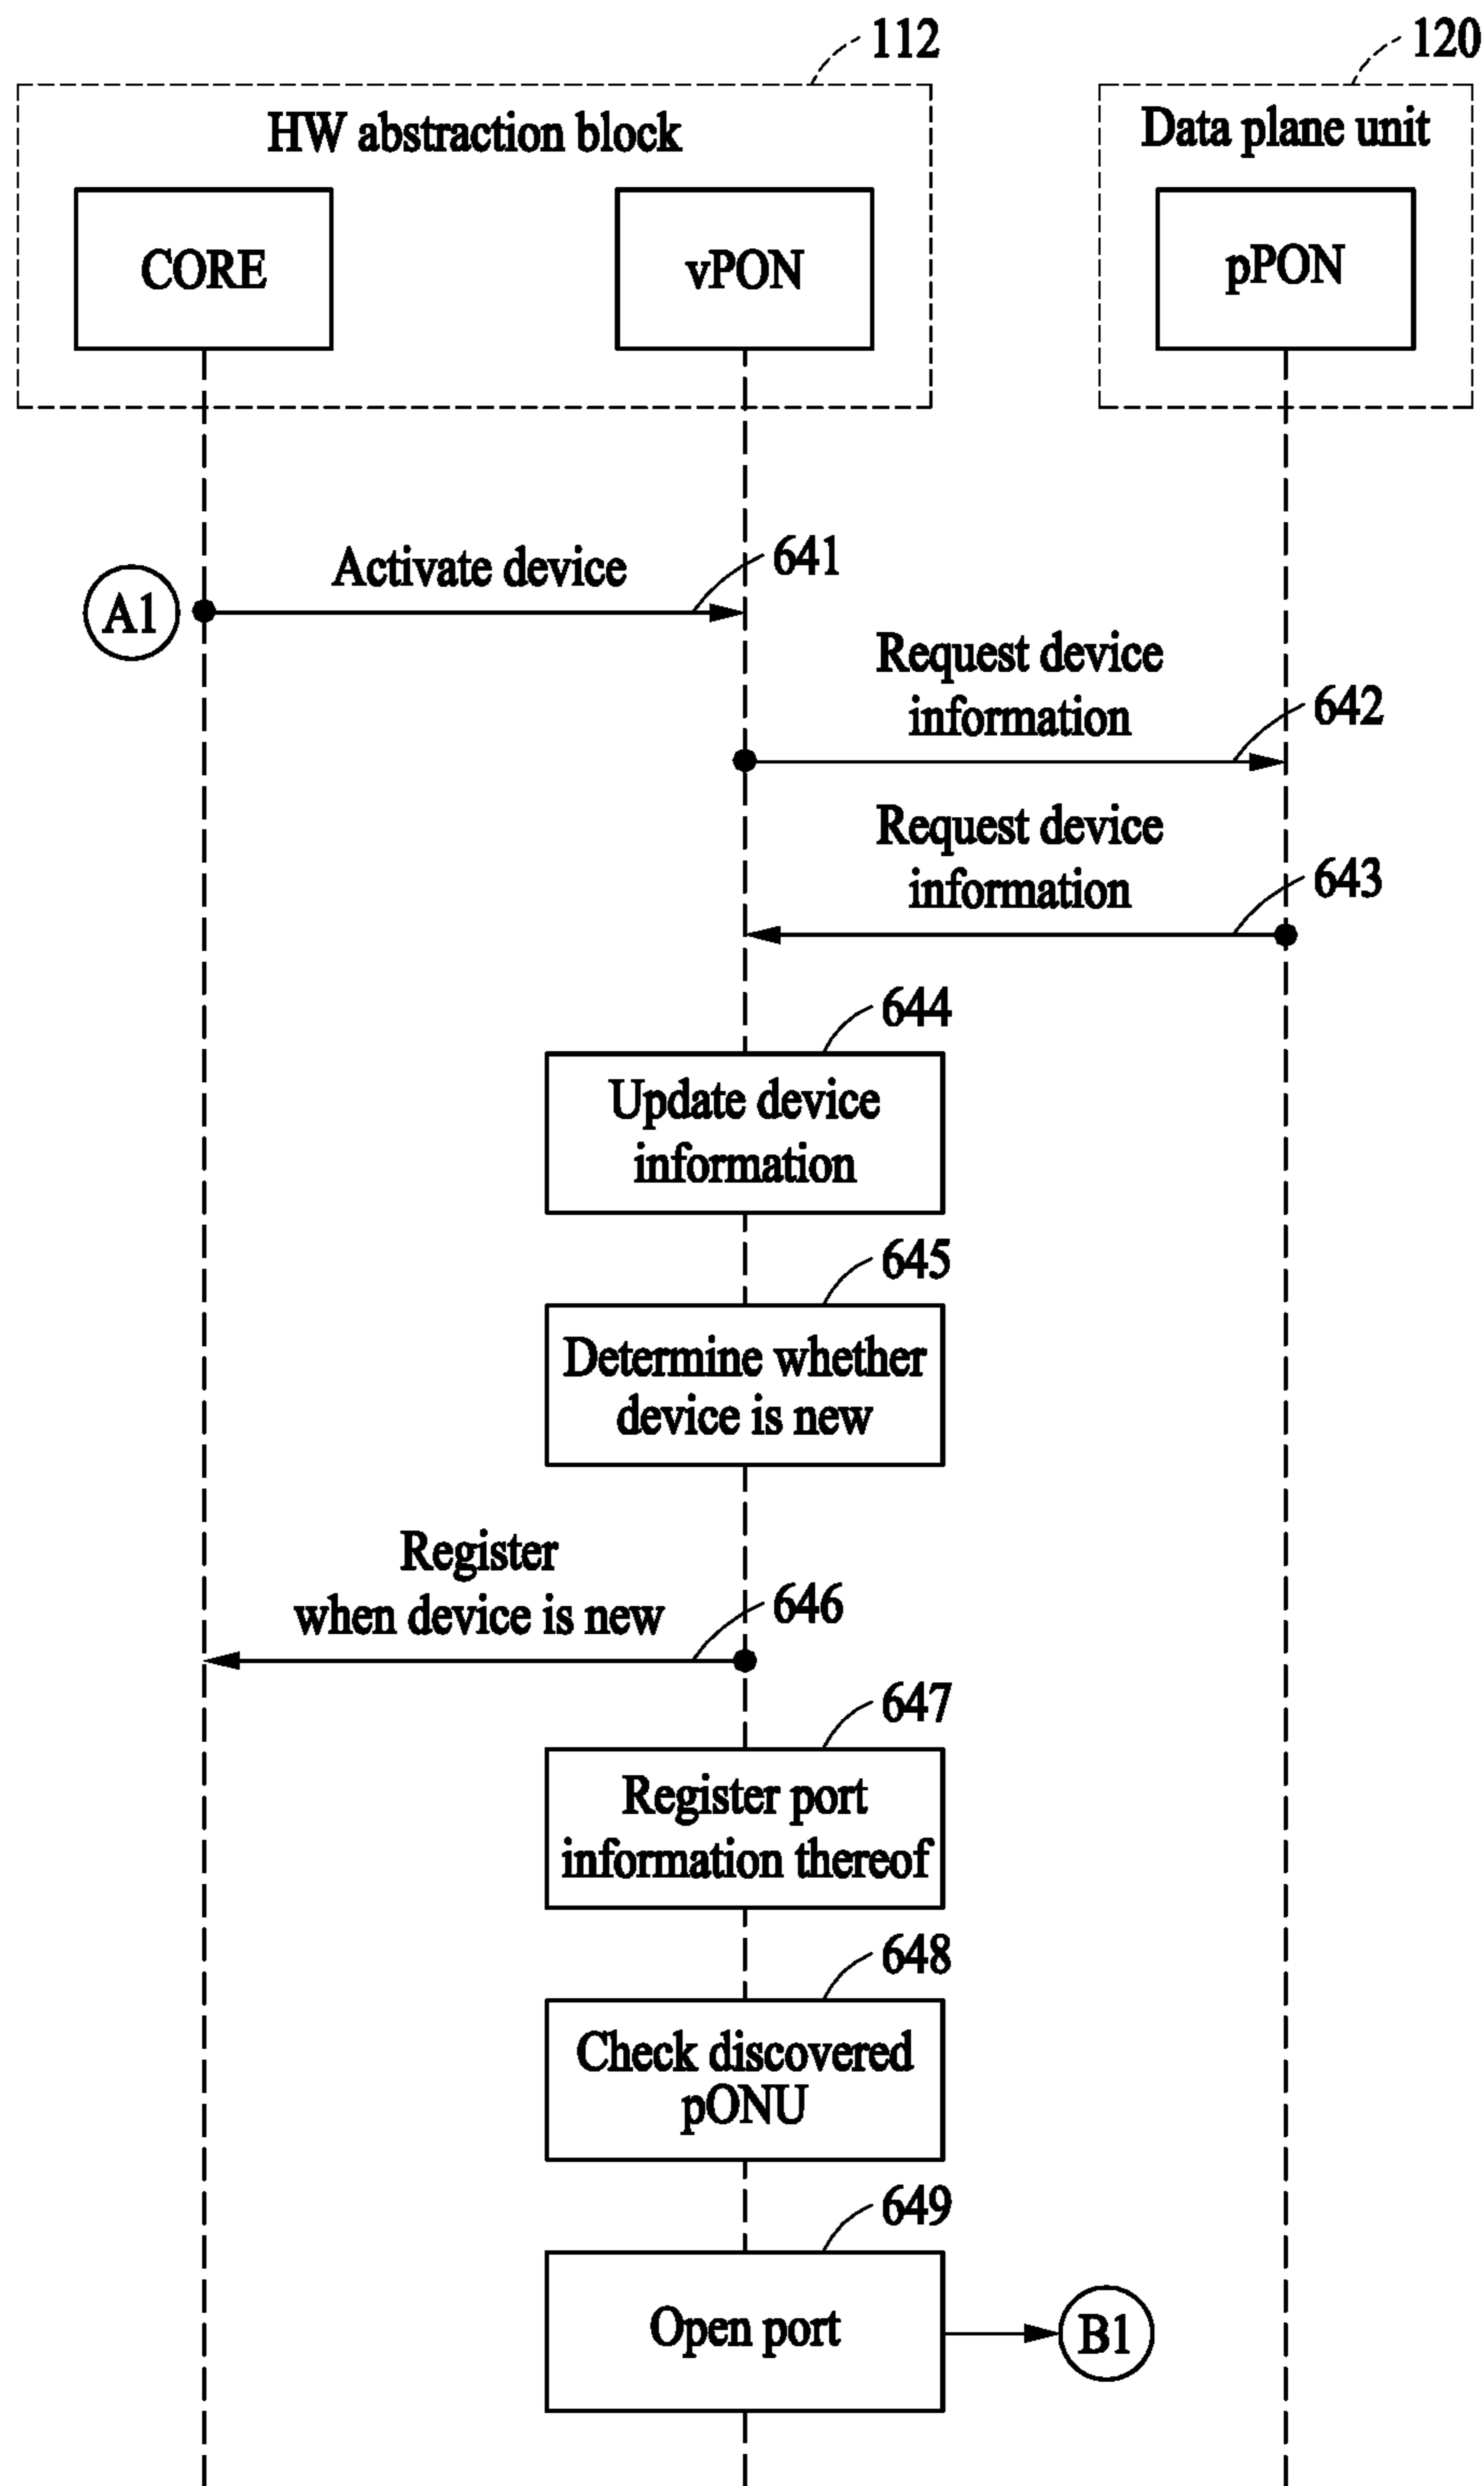 112
120
HW abstraction block
Data plane unit
CORE
vPON
pPON
Activate device
641
A1
Request device
information
642
Request device
information
643
644
Update device
information
645
Determine whether
device is new
Register
when device is new
646
647
Register port
information thereof
648
Check discovered
pONU
649
Open port
B1